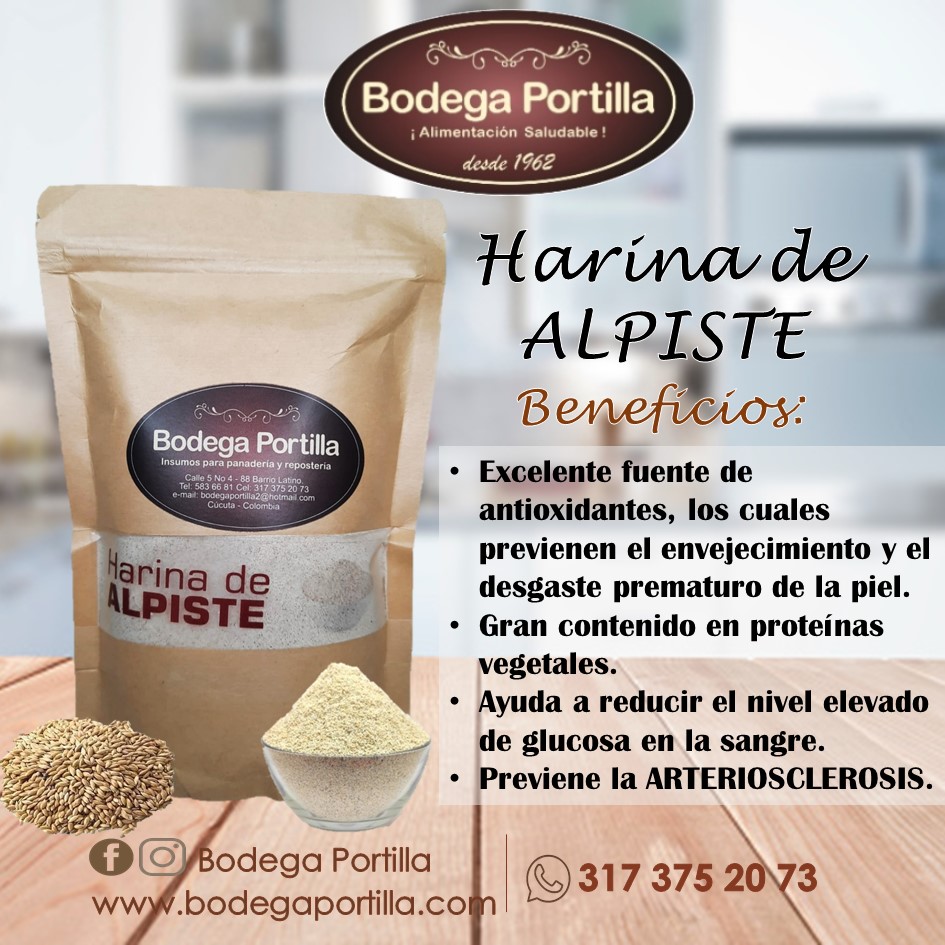 Bodega Portilla
¡ Alimentación Saludable !
desde 1962
Harina de
ALPISTE
Beneficios:
• Excelente fuente de
antioxidantes, los cuales
previenen el envejecimiento y el
desgaste prematuro de la piel.
• Gran contenido en proteínas
vegetales.
• Ayuda a reducir el nivel elevado
de glucosa en la sangre.
• Previene la ARTERIOSCLEROSIS.
Bodega Portilla
Insumos para panadería y repostería
Calle 5 No 4 - 88 Barrio Latino.
Tel: 583 66 81 Cel: 317 375 20 73
e-mail: bodegaportilla2@hotmail.com
Cúcuta - Colombia
Harina de
ALPISTE
Bodega Portilla
www.bodegaportilla.com
317 375 20 73